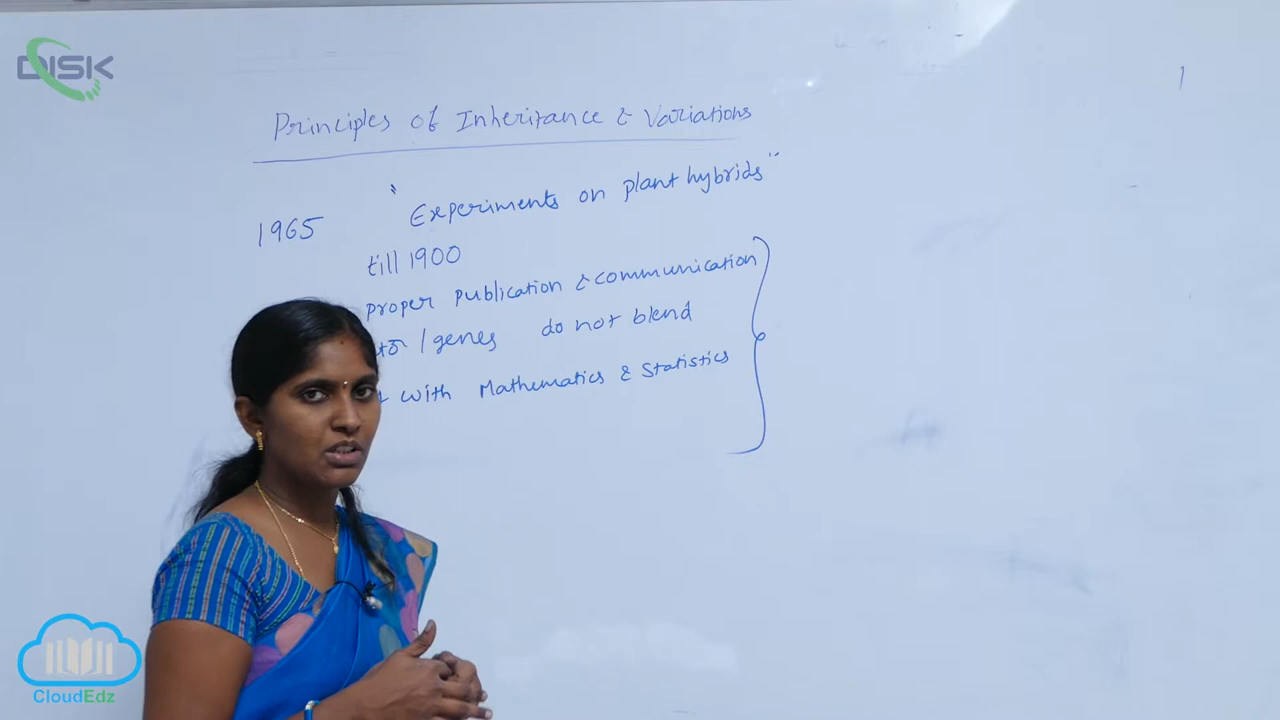 DISK
Principles of Inheritance & Variations
1965 "Experiments on plant hybrids"
till 1900
proper publication & communication
/genes do not blend
with Mathematics & Statistics
CloudEdz